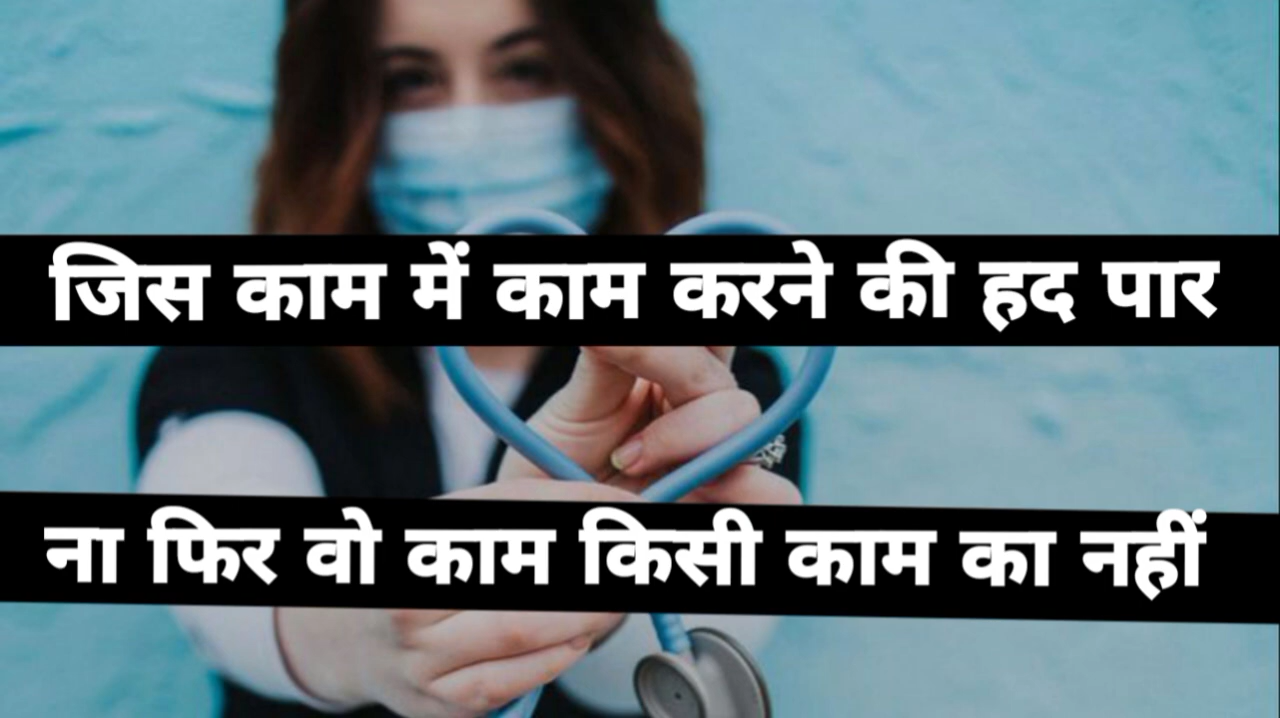 जिस काम में काम करने की हद पार
ना फिर वो काम किसी काम का नहीं